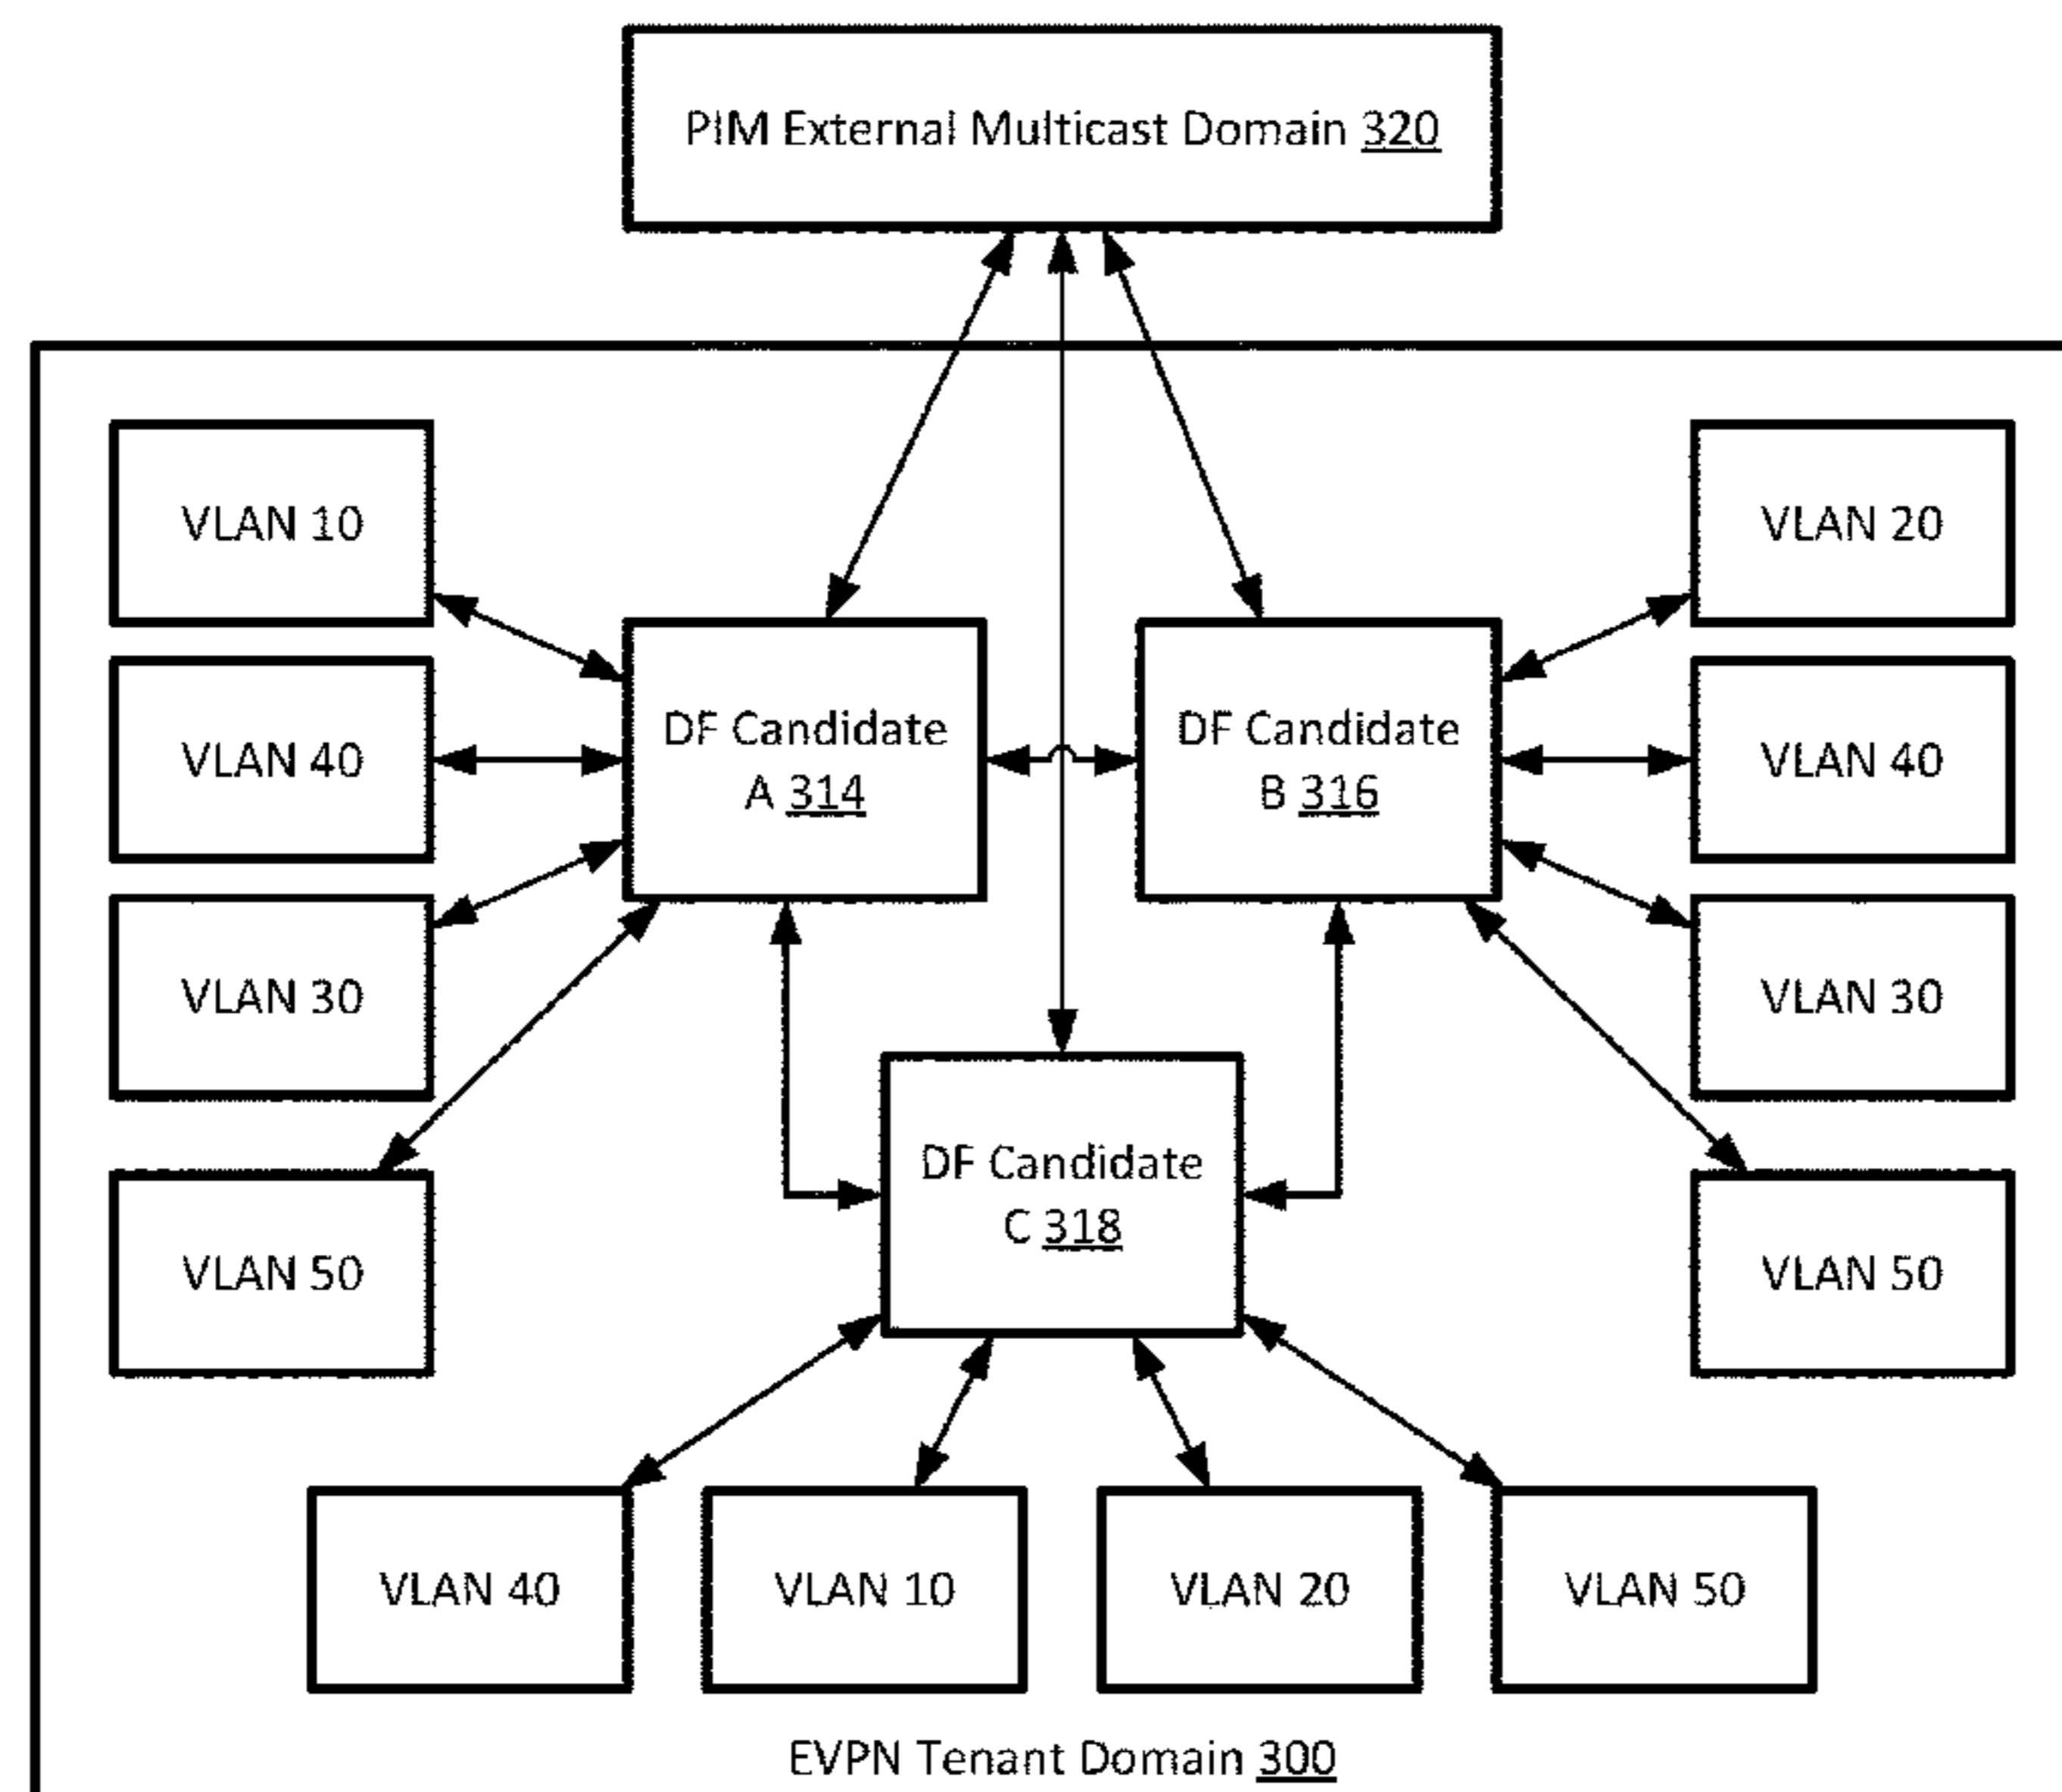 PIM External Multicast Domain 320
VLAN 10
VLAN 20
VLAN 40
DF Candidate
A 314
DF Candidate
B 316
VLAN 40
VLAN 30
VLAN 30
DF Candidate
C 318
VLAN 50
VLAN 50
VLAN 40
VLAN 10
VLAN 20
VLAN 50
EVPN Tenant Domain 300